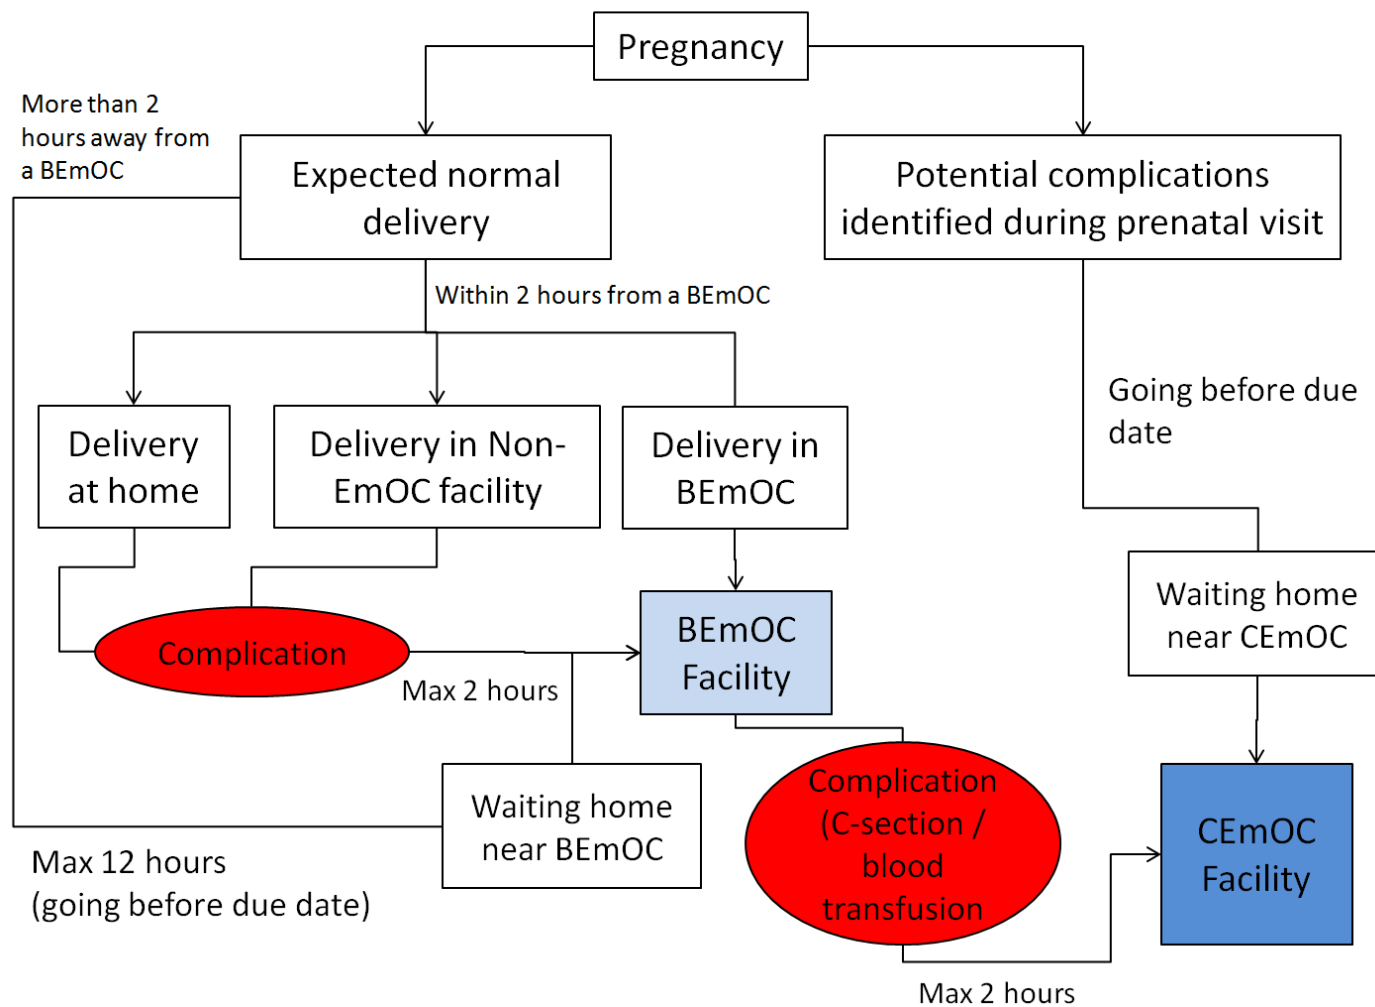 Pregnancy
More than 2
hours away from
a BEmOC
Expected normal
delivery
Potential complications
identified during prenatal visit
Within 2 hours from a BEmOC
Going before due
date
Delivery
at home
Delivery in Non-
EmOC facility
Delivery in
BEmOC
Waiting home
near CEmOC
Complication
BEmOC
Facility
Max 2 hours
Waiting home
near BEmOC
Complication
(C-section /
blood
transfusion
CEmOC
Facility
Max 12 hours
(going before due date)
Max 2 hours